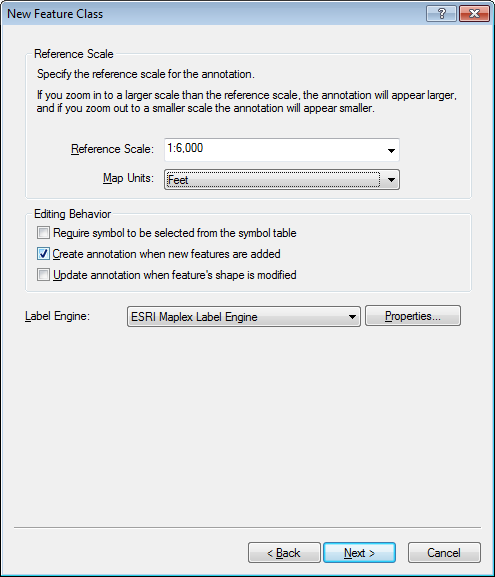 New Feature Class
Reference Scale
Specify the reference scale for the annotation.
If you zoom in to a larger scale than the reference scale, the annotation will appear larger,
and if you zoom out to a smaller scale the annotation will appear smaller.
Reference Scale: 1:6,000
Map Units: Feet
Editing Behavior
Require symbol to be selected from the symbol table
Create annotation when new features are added
Update annotation when feature's shape is modified
Label Engine: ESRI Maplex Label Engine Properties...
< Back Next > Cancel